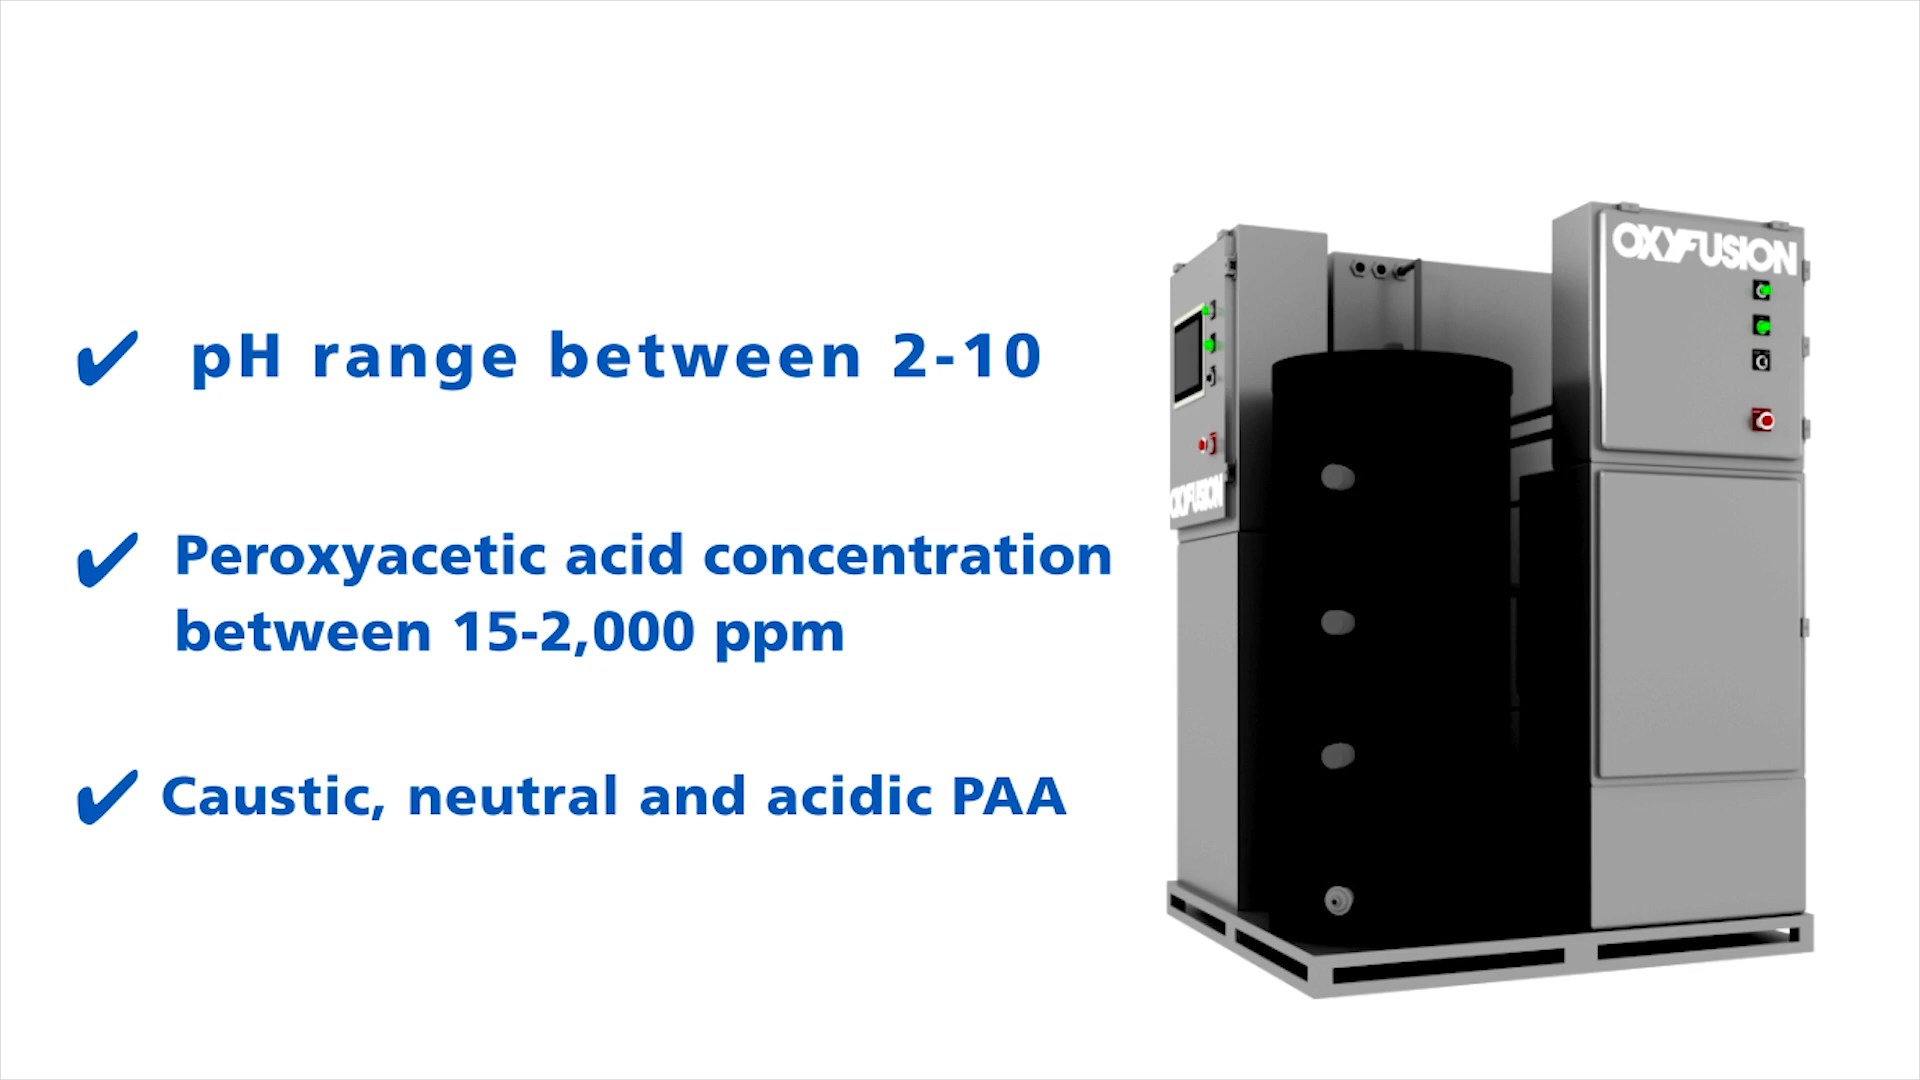 ✔ pH range between 2-10
✔ Peroxyacetic acid concentration
between 15-2,000 ppm
✔ Caustic, neutral and acidic PAA
OXYFUSION
OXYFUSION